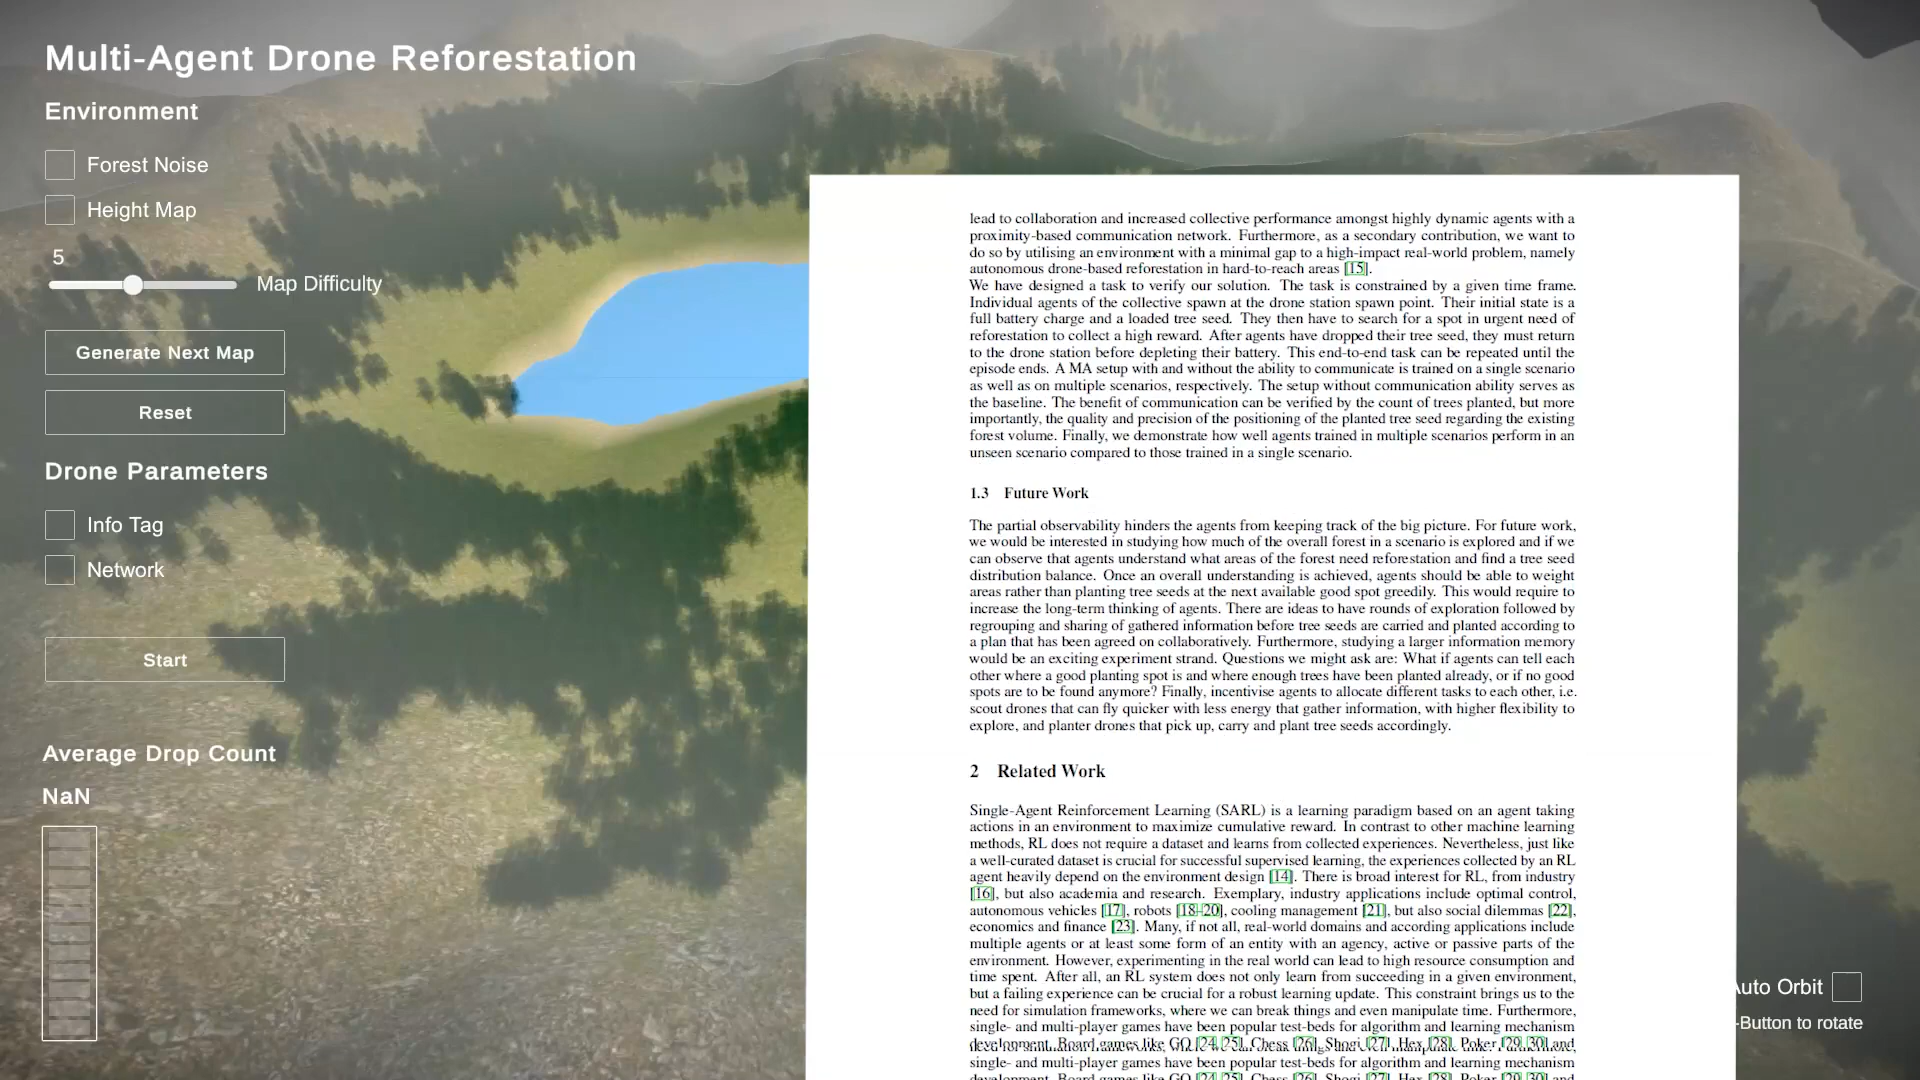 Multi-Agent Drone Reforestation
Environment
Forest Noise
Height Map
5
Map Difficulty
Generate Next Map
Reset
Drone Parameters
Info Tag
Network
Start
Average Drop Count
NaN
lead to collaboration and increased collective performance amongst highly dynamic agents with a
proximity-based communication network. Furthermore, as a secondary contribution, we want to
do so by utilising an environment with a minimal gap to a high-impact real-world problem, namely
autonomous drone-based reforestation in hard-to-reach areas [15].
We have designed a task to verify our solution. The task is constrained by a given time frame.
Individual agents of the collective spawn at the drone station spawn point. Their initial state is a
full battery charge and a loaded tree seed. They then have to search for a spot in urgent need of
reforestation to collect a high reward. After agents have dropped their tree seed, they must return
to the drone station before depleting their battery. This end-to-end task can be repeated until the
episode ends. A MA setup with and without the ability to communicate is trained on a single scenario
as well as on multiple scenarios, respectively. The setup without communication ability serves as
the baseline. The benefit of communication can be verified by the count of trees planted, but more
importantly, the quality and precision of the positioning of the planted tree seed regarding the existing
forest volume. Finally, we demonstrate how well agents trained in multiple scenarios perform in an
unseen scenario compared to those trained in a single scenario.
1.3 Future Work
The partial observability hinders the agents from keeping track of the big picture. For future work,
we would be interested in studying how much of the overall forest in a scenario is explored and if we
can observe that agents understand what areas of the forest need reforestation and find a tree seed
distribution balance. Once an overall understanding is achieved, agents should be able to weight
areas rather than planting tree seeds at the next available good spot greedily. This would require to
increase the long-term thinking of agents. There are ideas to have rounds of exploration followed by
regrouping and sharing of gathered information before tree seeds are carried and planted according to
a plan that has been agreed on collaboratively. Furthermore, studying a larger information memory
would be an exciting experiment strand. Questions we might ask are: What if agents can tell each
other where a good planting spot is and where enough trees have been planted already, or if no good
spots are to be found anymore? Finally, incentivise agents to allocate different tasks to each other, i.e.
scout drones that can fly quicker with less energy that gather information, with higher flexibility to
explore, and planter drones that pick up, carry and plant tree seeds accordingly.
2 Related Work
Single-Agent Reinforcement Learning (SARL) is a learning paradigm based on an agent taking
actions in an environment to maximize cumulative reward. In contrast to other machine learning
methods, RL does not require a dataset and learns from collected experiences. Nevertheless, just like
a well-curated dataset is crucial for successful supervised learning, the experiences collected by an RL
agent heavily depend on the environment design [14]. There is broad interest for RL, from industry
[16], but also academia and research. Exemplary, industry applications include optimal control,
autonomous vehicles [17], robots [18–20], cooling management [21], but also social dilemmas [22],
economics and finance [23]. Many, if not all, real-world domains and according applications include
multiple agents or at least some form of an entity with an agency, active or passive parts of the
environment. However, experimenting in the real world can lead to high resource consumption and
time spent. After all, an RL system does not only learn from succeeding in a given environment,
but a failing experience can be crucial for a robust learning update. This constraint brings us to the
need for simulation frameworks, where we can break things and even manipulate time. Furthermore,
single- and multi-player games have been popular test-beds for algorithm and learning mechanism
development. Board games like GO [24, 25], Chess [26], Shogi [27], Hex [28], Poker [29, 30] and,
single- and multi-player games have been popular test-beds for algorithm and learning mechanism
development. Board games like GO [24, 25], Chess [26], Shogi [27], Hex [28], Poker [29, 30] and
Auto Orbit
-Button to rotate